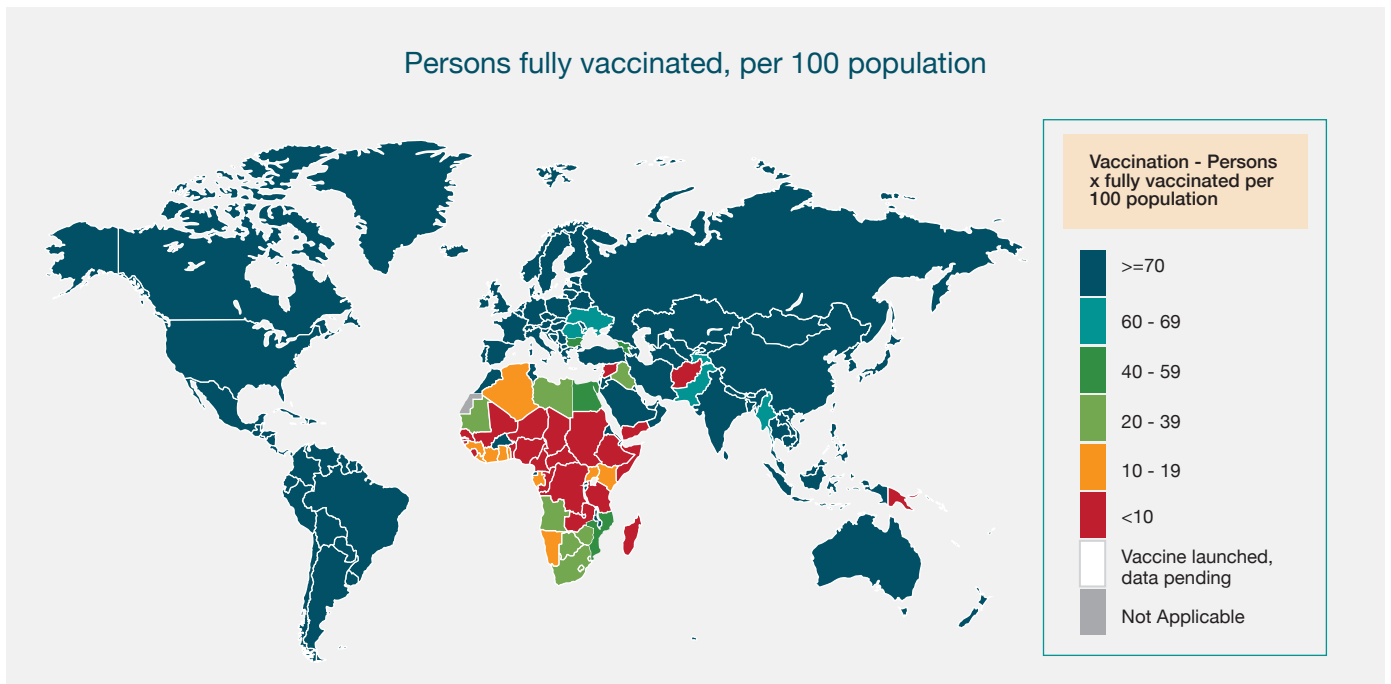 Persons fully vaccinated, per 100 population
Vaccination - Persons
x fully vaccinated per
100 population
>=70
60 - 69
40 - 59
20 - 39
10 - 19
<10
Vaccine launched,
data pending
Not Applicable